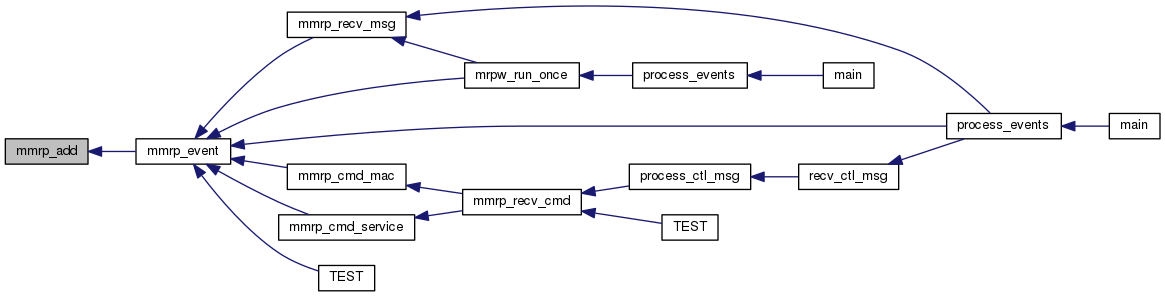 mmrp_recv_msg
mrpw_run_once
process_events
main
mmrp_add
mmrp_event
process_events
main
mmrp_cmd_mac
process_ctl_msg
recv_ctl_msg
mmrp_recv_cmd
mmrp_cmd_service
TEST
TEST